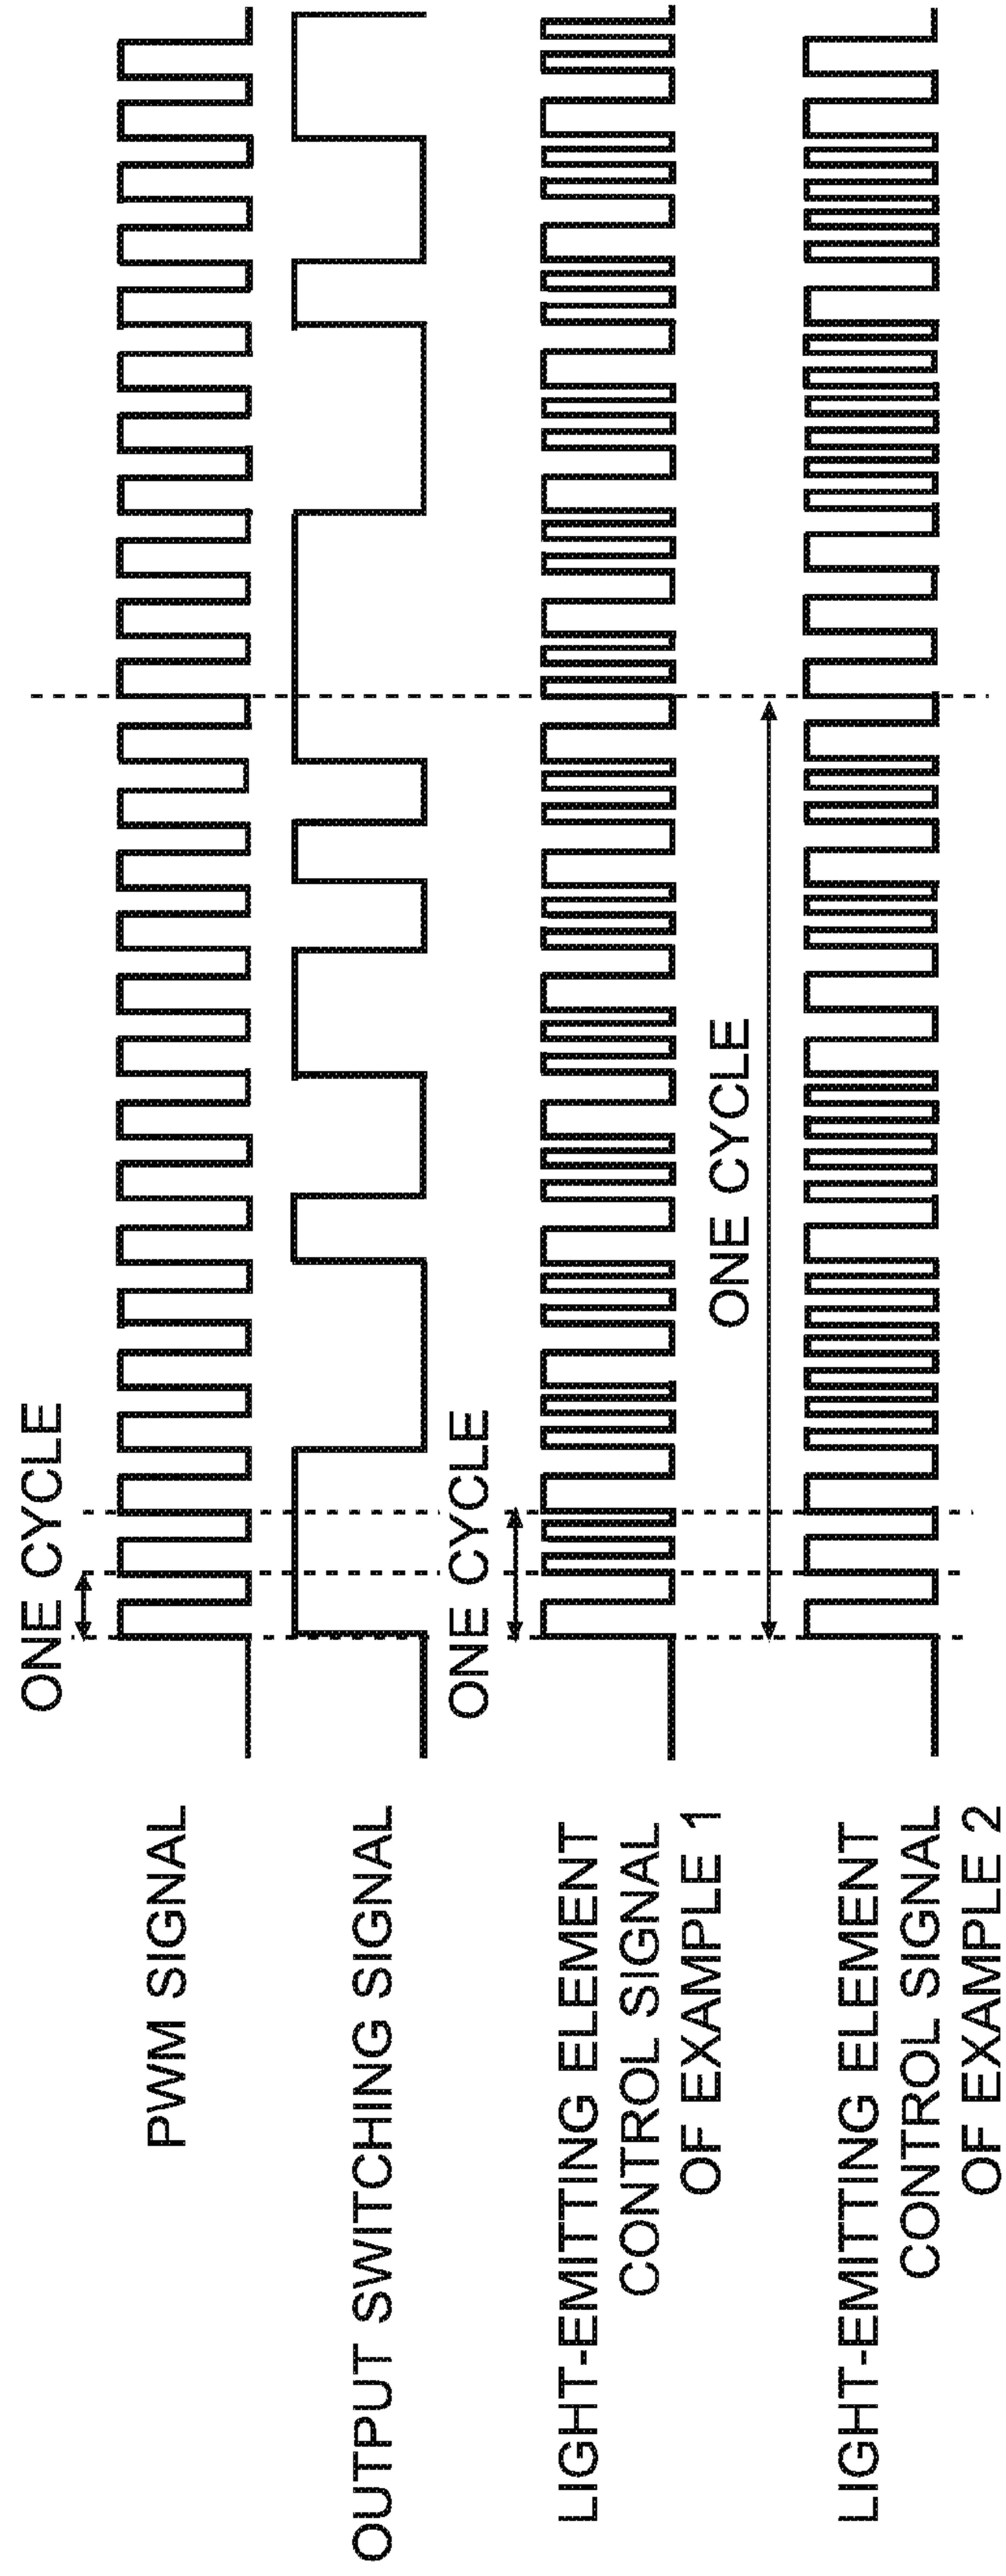 ONE CYCLE
PWM SIGNAL
OUTPUT SWITCHING SIGNAL
ONE CYCLE
LIGHT-EMITTING ELEMENT
CONTROL SIGNAL
OF EXAMPLE 1
ONE CYCLE
LIGHT-EMITTING ELEMENT
CONTROL SIGNAL
OF EXAMPLE 2